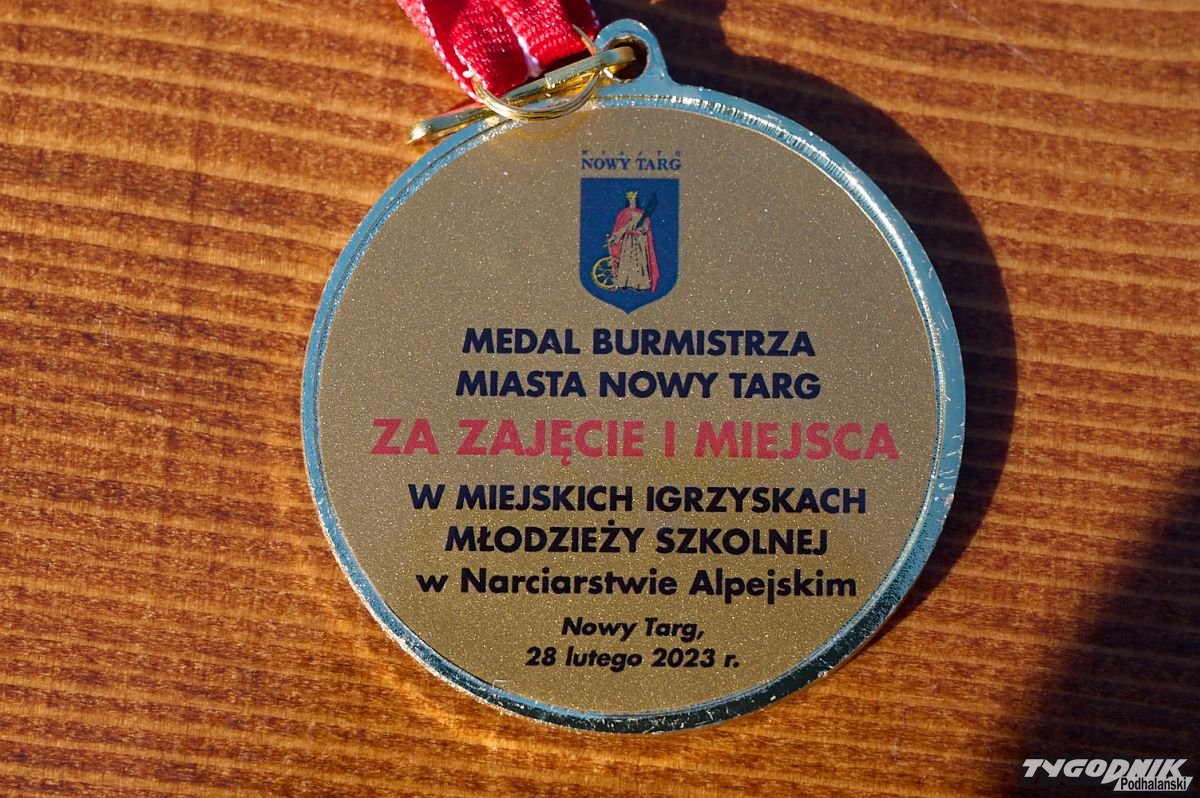 MIASTO
NOWY TARG
MEDAL BURMISTRZA
MIASTA NOWY TARG
ZA ZAJĘCIE I MIEJSCA
W MIEJSKICH IGRZYSKACH
MŁODZIEŻY SZKOLNEJ
w Narciarstwie Alpejskim
Nowy Targ,
28 lutego 2023 r.
TYGODNIK
Podhalański